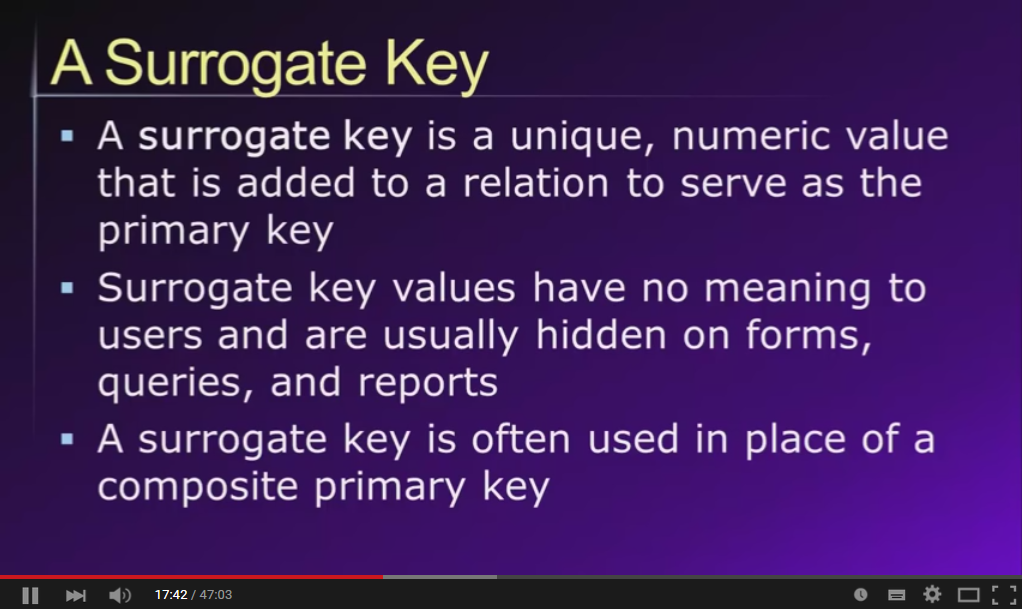 A Surrogate Key
▪ A surrogate key is a unique, numeric value
that is added to a relation to serve as the
primary key
▪ Surrogate key values have no meaning to
users and are usually hidden on forms,
queries, and reports
▪ A surrogate key is often used in place of a
composite primary key
17:42 / 47:03